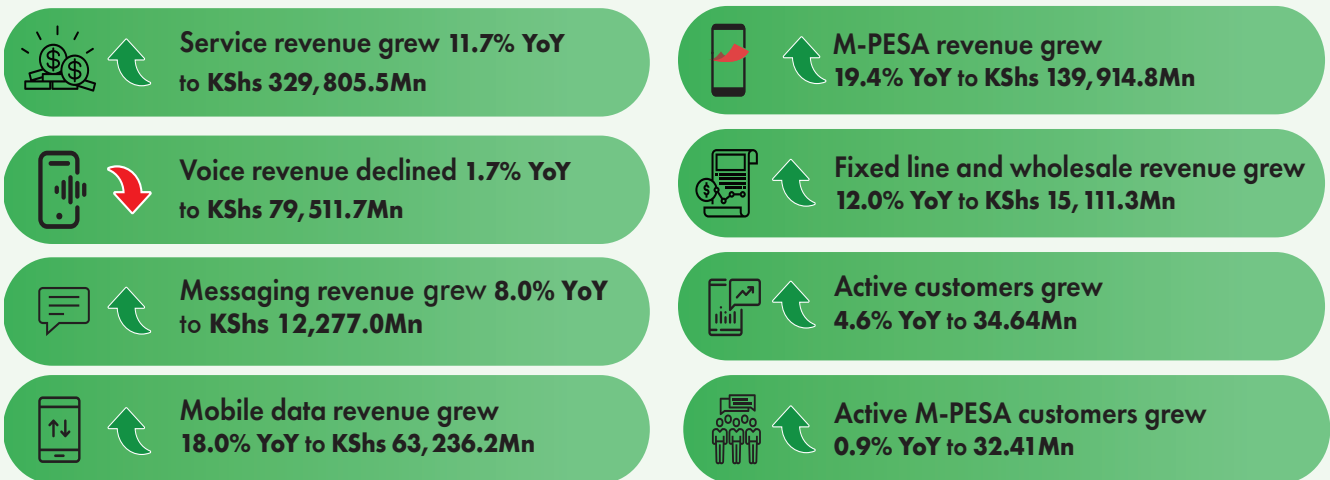 Service revenue grew 11.7% YoY
to KShs 329,805.5Mn
Voice revenue declined 1.7% YoY
to KShs 79,511.7Mn
Messaging revenue grew 8.0% YoY
to KShs 12,277.0Mn
Mobile data revenue grew
18.0% YoY to KShs 63,236.2Mn
M-PESA revenue grew
19.4% YoY to KShs 139,914.8Mn
Fixed line and wholesale revenue grew
12.0% YoY to KShs 15,111.3Mn
Active customers grew
4.6% YoY to 34.64Mn
Active M-PESA customers grew
0.9% YoY to 32.41Mn